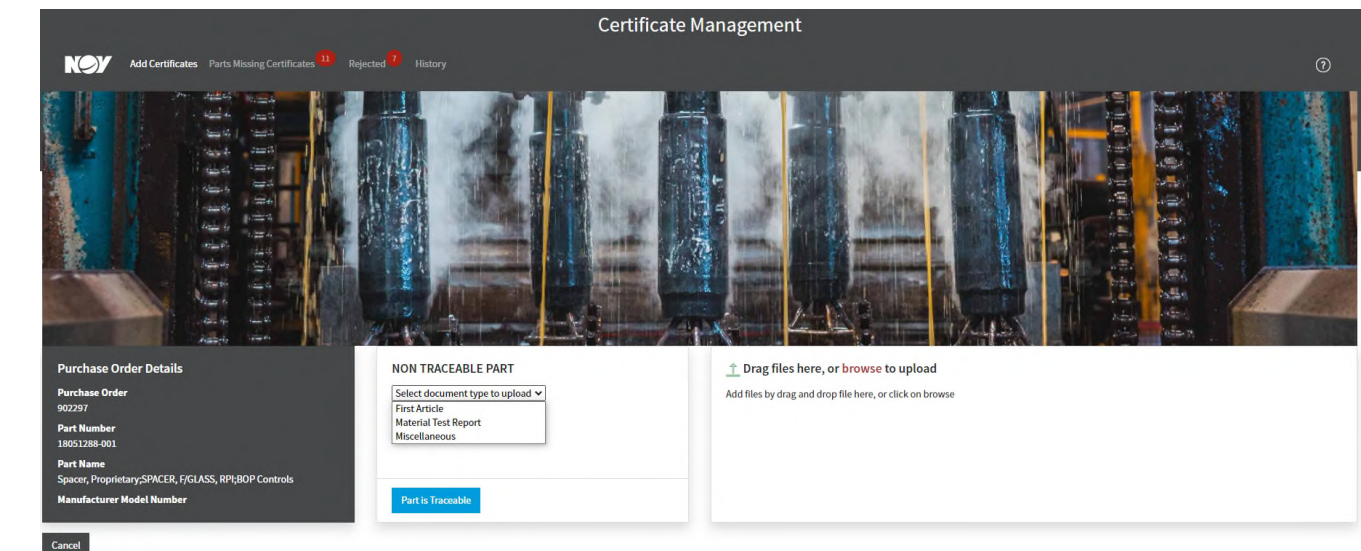 Certificate Management
NOV
Add Certificates
Parts Missing Certificates 11
Rejected 7
History
?
Purchase Order Details
Purchase Order
902297
Part Number
18051288-001
Part Name
Spacer, Proprietary;SPACER, F/GLASS, RPI;BOP Controls
Manufacturer Model Number
NON TRACEABLE PART
Select document type to upload
First Article
Material Test Report
Miscellaneous
Part is Traceable
Drag files here, or browse to upload
Add files by drag and drop file here, or click on browse
Cancel